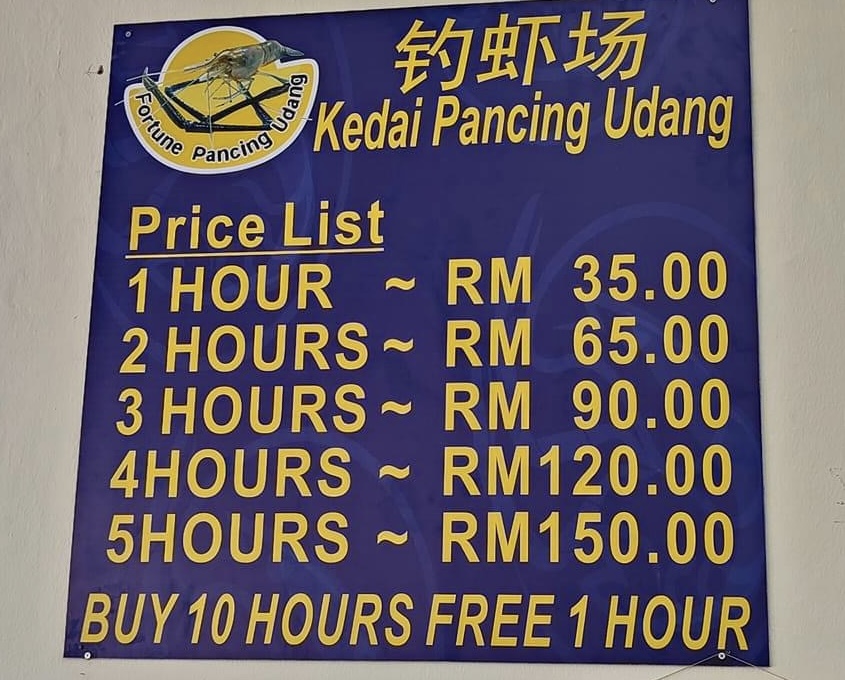 Fortune Pancing Udang
钓虾场
Kedai Pancing Udang
Price List
1 HOUR ~ RM 35.00
2 HOURS ~ RM 65.00
3 HOURS ~ RM 90.00
4HOURS ~ RM120.00
5HOURS ~ RM150.00
BUY 10 HOURS FREE 1 HOUR